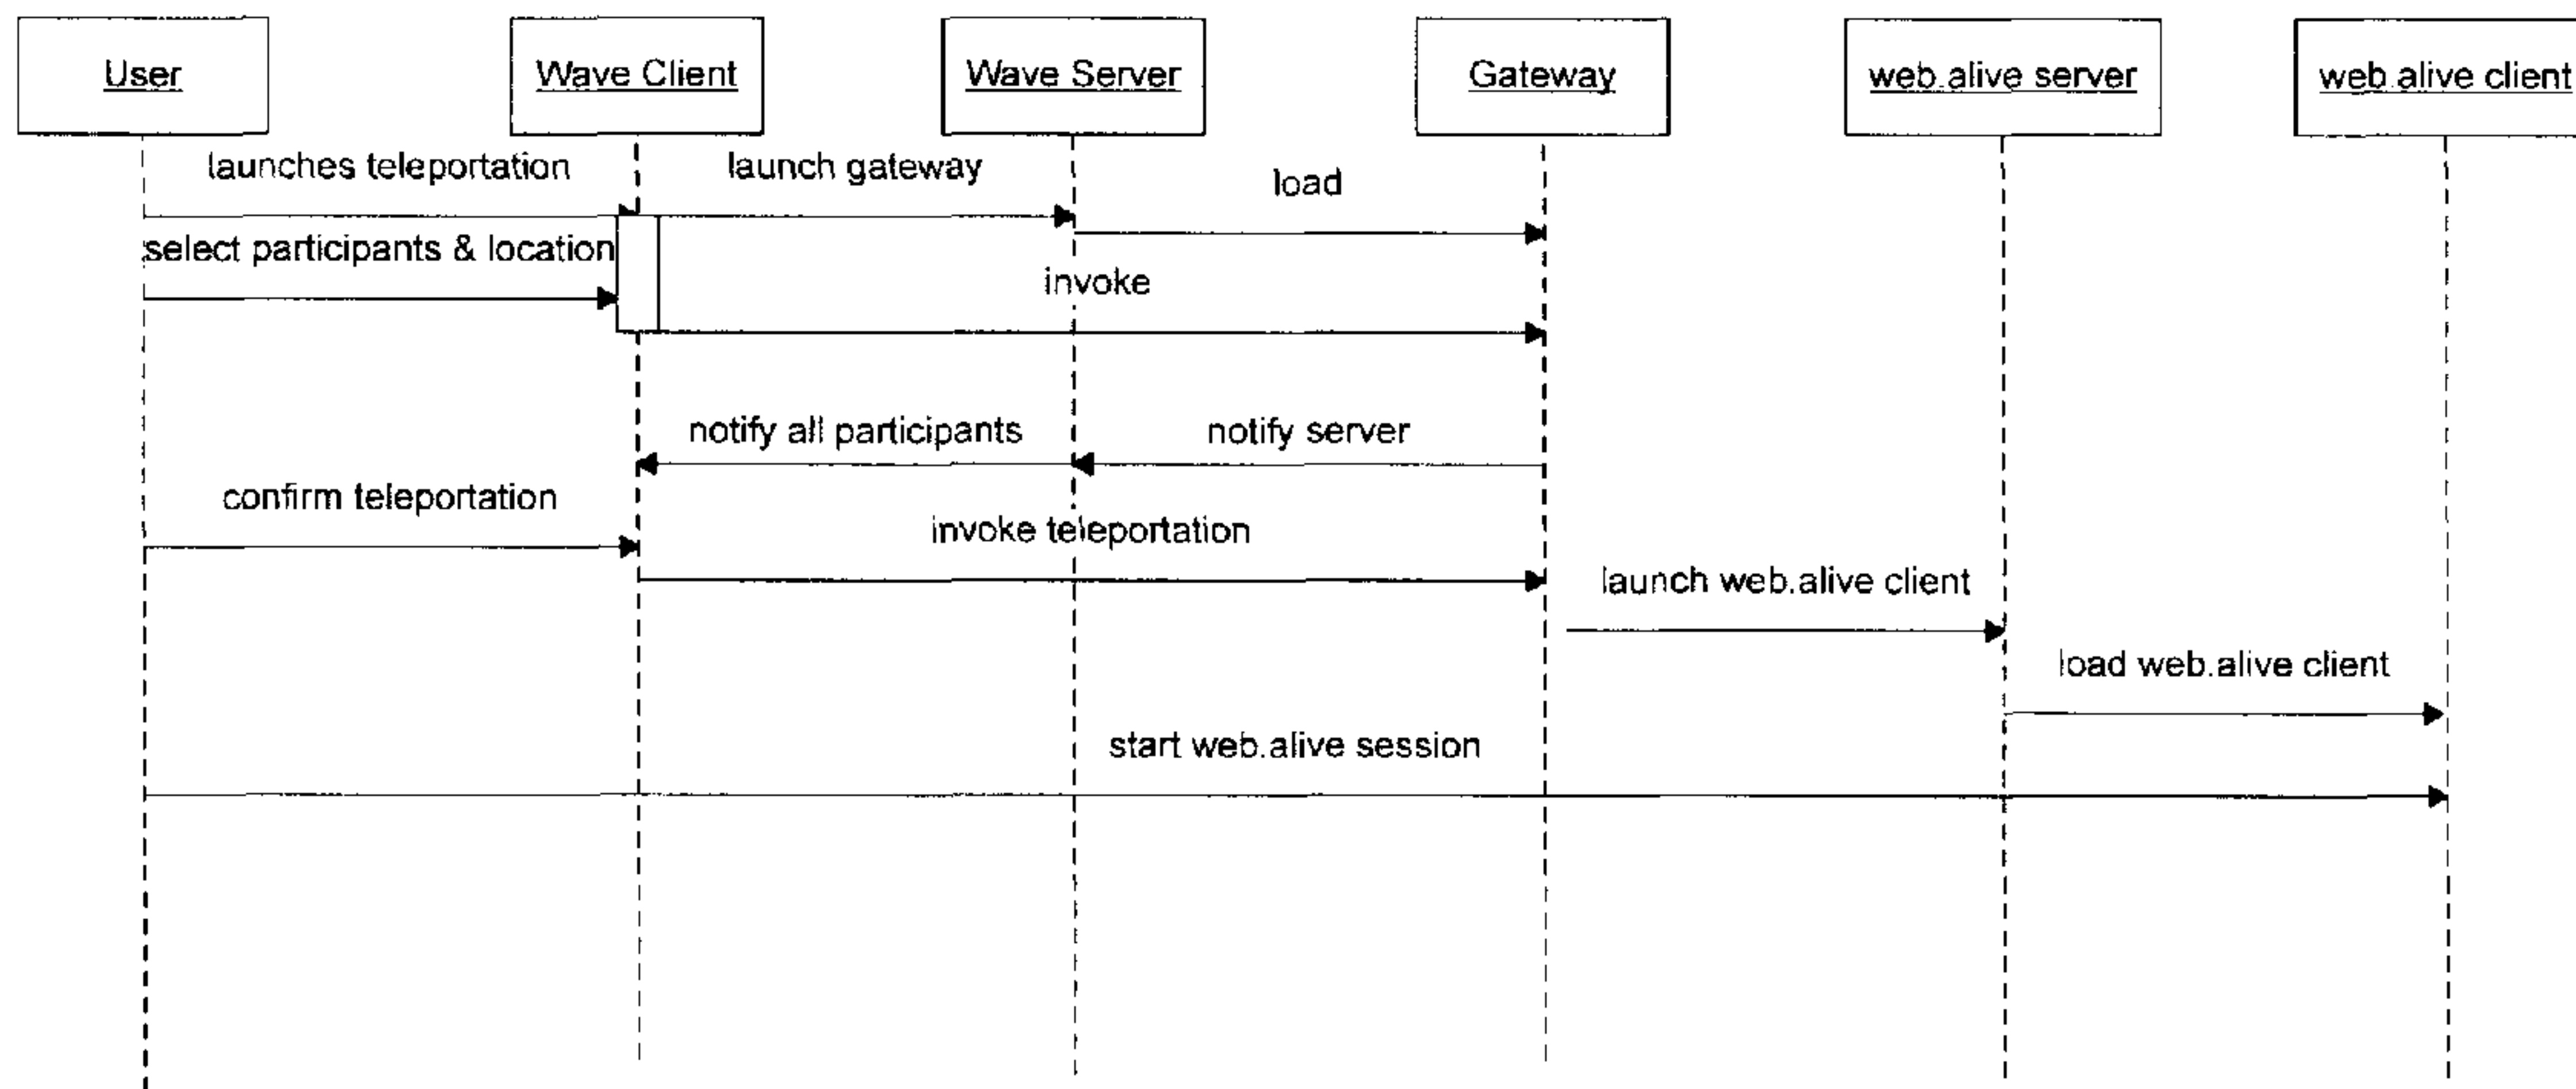 User
Wave Client
Wave Server
Gateway
web.alive server
web.alive client
launches teleportation
launch gateway
load
select participants & location
invoke
notify all participants
notify server
confirm teleportation
invoke teleportation
launch web.alive client
load web.alive client
start web.alive session